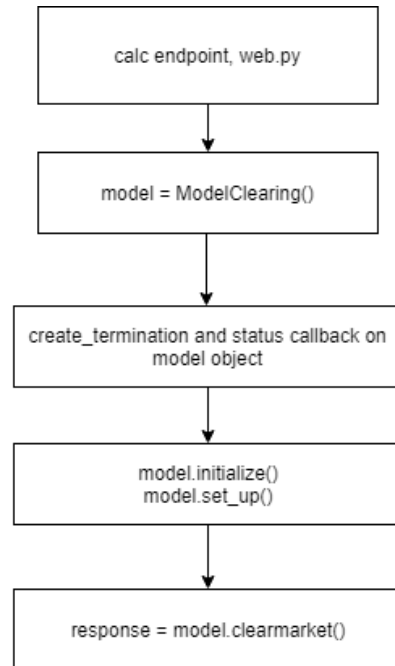 calc endpoint, web.py
model = ModelClearing()
create_termination and status callback on
model object
model.initialize()
model.set_up()
response = model.clearmarket()